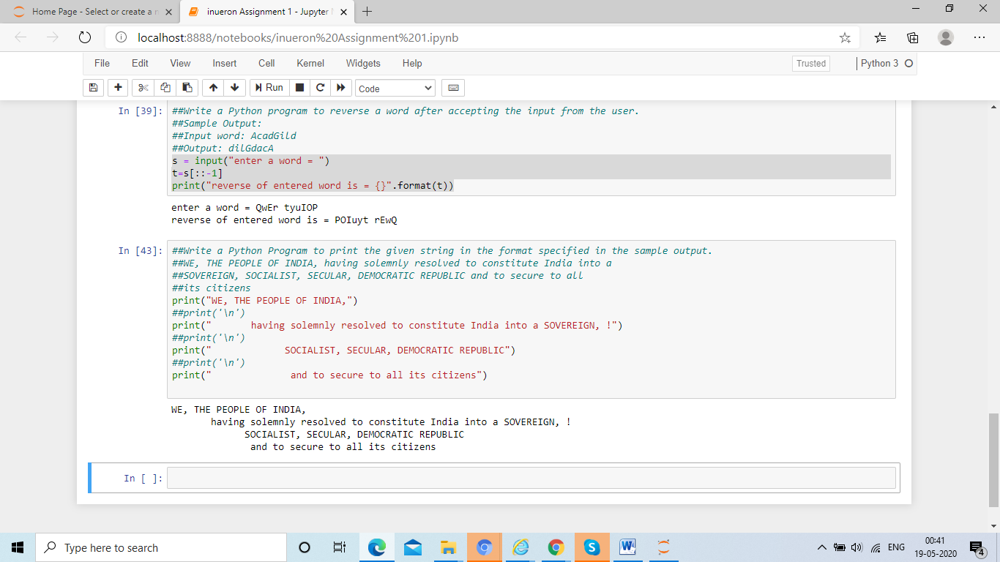 Home Page - Select or create a n
inueron Assignment 1 - Jupyter
localhost:8888/notebooks/inueron%20Assignment%201.ipynb
File Edit View Insert Cell Kernel Widgets Help Trusted Python 3
Run Code
In [39]: ##Write a Python program to reverse a word after accepting the input from the user.
##Sample Output:
##Input word: AcadGild
##Output: dilGdacA
s = input("enter a word = ")
t=s[::-1]
print("reverse of entered word is = {}".format(t))
enter a word = QwEr tyuIOP
reverse of entered word is = POIuyt rEwQ
In [43]: ##Write a Python Program to print the given string in the format specified in the sample output.
##WE, THE PEOPLE OF INDIA, having solemnly resolved to constitute India into a
##SOVEREIGN, SOCIALIST, SECULAR, DEMOCRATIC REPUBLIC and to secure to all
##its citizens
print("WE, THE PEOPLE OF INDIA,")
##print('\n')
print("       having solemnly resolved to constitute India into a SOVEREIGN, !")
##print('\n')
print("             SOCIALIST, SECULAR, DEMOCRATIC REPUBLIC")
##print('\n')
print("              and to secure to all its citizens")
WE, THE PEOPLE OF INDIA,
       having solemnly resolved to constitute India into a SOVEREIGN, !
             SOCIALIST, SECULAR, DEMOCRATIC REPUBLIC
              and to secure to all its citizens
In [ ]:
Type here to search
ENG
00:41
19-05-2020
4